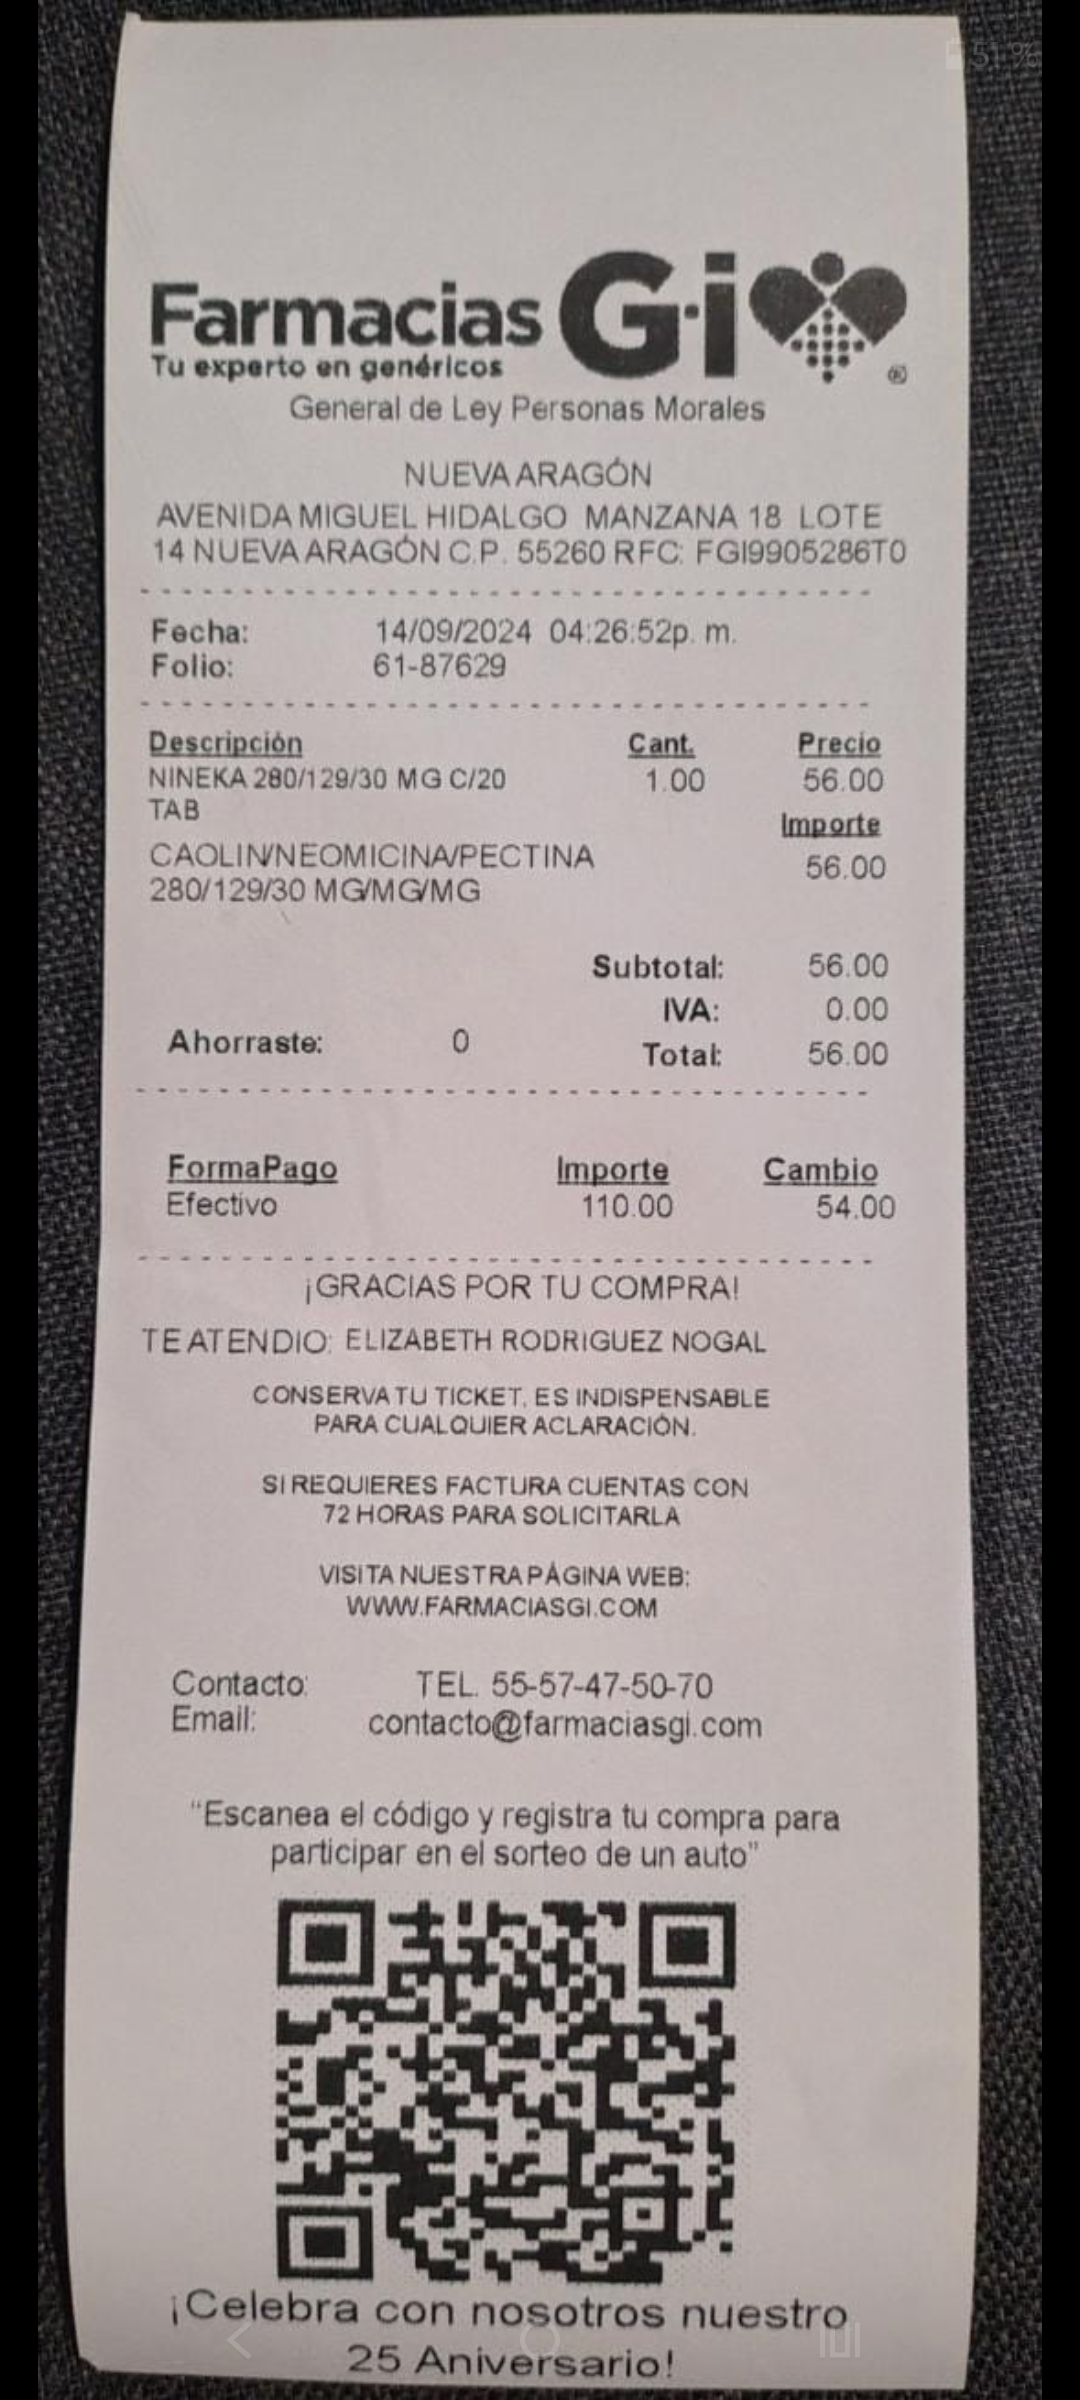 51 %
Farmacias G·i
Tu experto en genéricos ®
General de Ley Personas Morales
NUEVA ARAGÓN
AVENIDA MIGUEL HIDALGO MANZANA 18 LOTE
14 NUEVA ARAGÓN C.P. 55260 RFC: FGI9905286T0
Fecha: 14/09/2024 04:26:52p. m.
Folio: 61-87629
Descripción Cant. Precio
NINEKA 280/129/30 MG C/20 1.00 56.00
TAB Importe
CAOLIN/NEOMICINA/PECTINA 56.00
280/129/30 MG/MG/MG
Subtotal: 56.00
IVA: 0.00
Ahorraste: 0 Total: 56.00
FormaPago Importe Cambio
Efectivo 110.00 54.00
¡GRACIAS POR TU COMPRA!
TE ATENDIO: ELIZABETH RODRIGUEZ NOGAL
CONSERVA TU TICKET, ES INDISPENSABLE
PARA CUALQUIER ACLARACIÓN.
SI REQUIERES FACTURA CUENTAS CON
72 HORAS PARA SOLICITARLA
VISITA NUESTRA PÁGINA WEB:
WWW.FARMACIASGI.COM
Contacto: TEL. 55-57-47-50-70
Email: contacto@farmaciasgi.com
“Escanea el código y registra tu compra para
participar en el sorteo de un auto”
¡Celebra con nosotros nuestro
25 Aniversario!